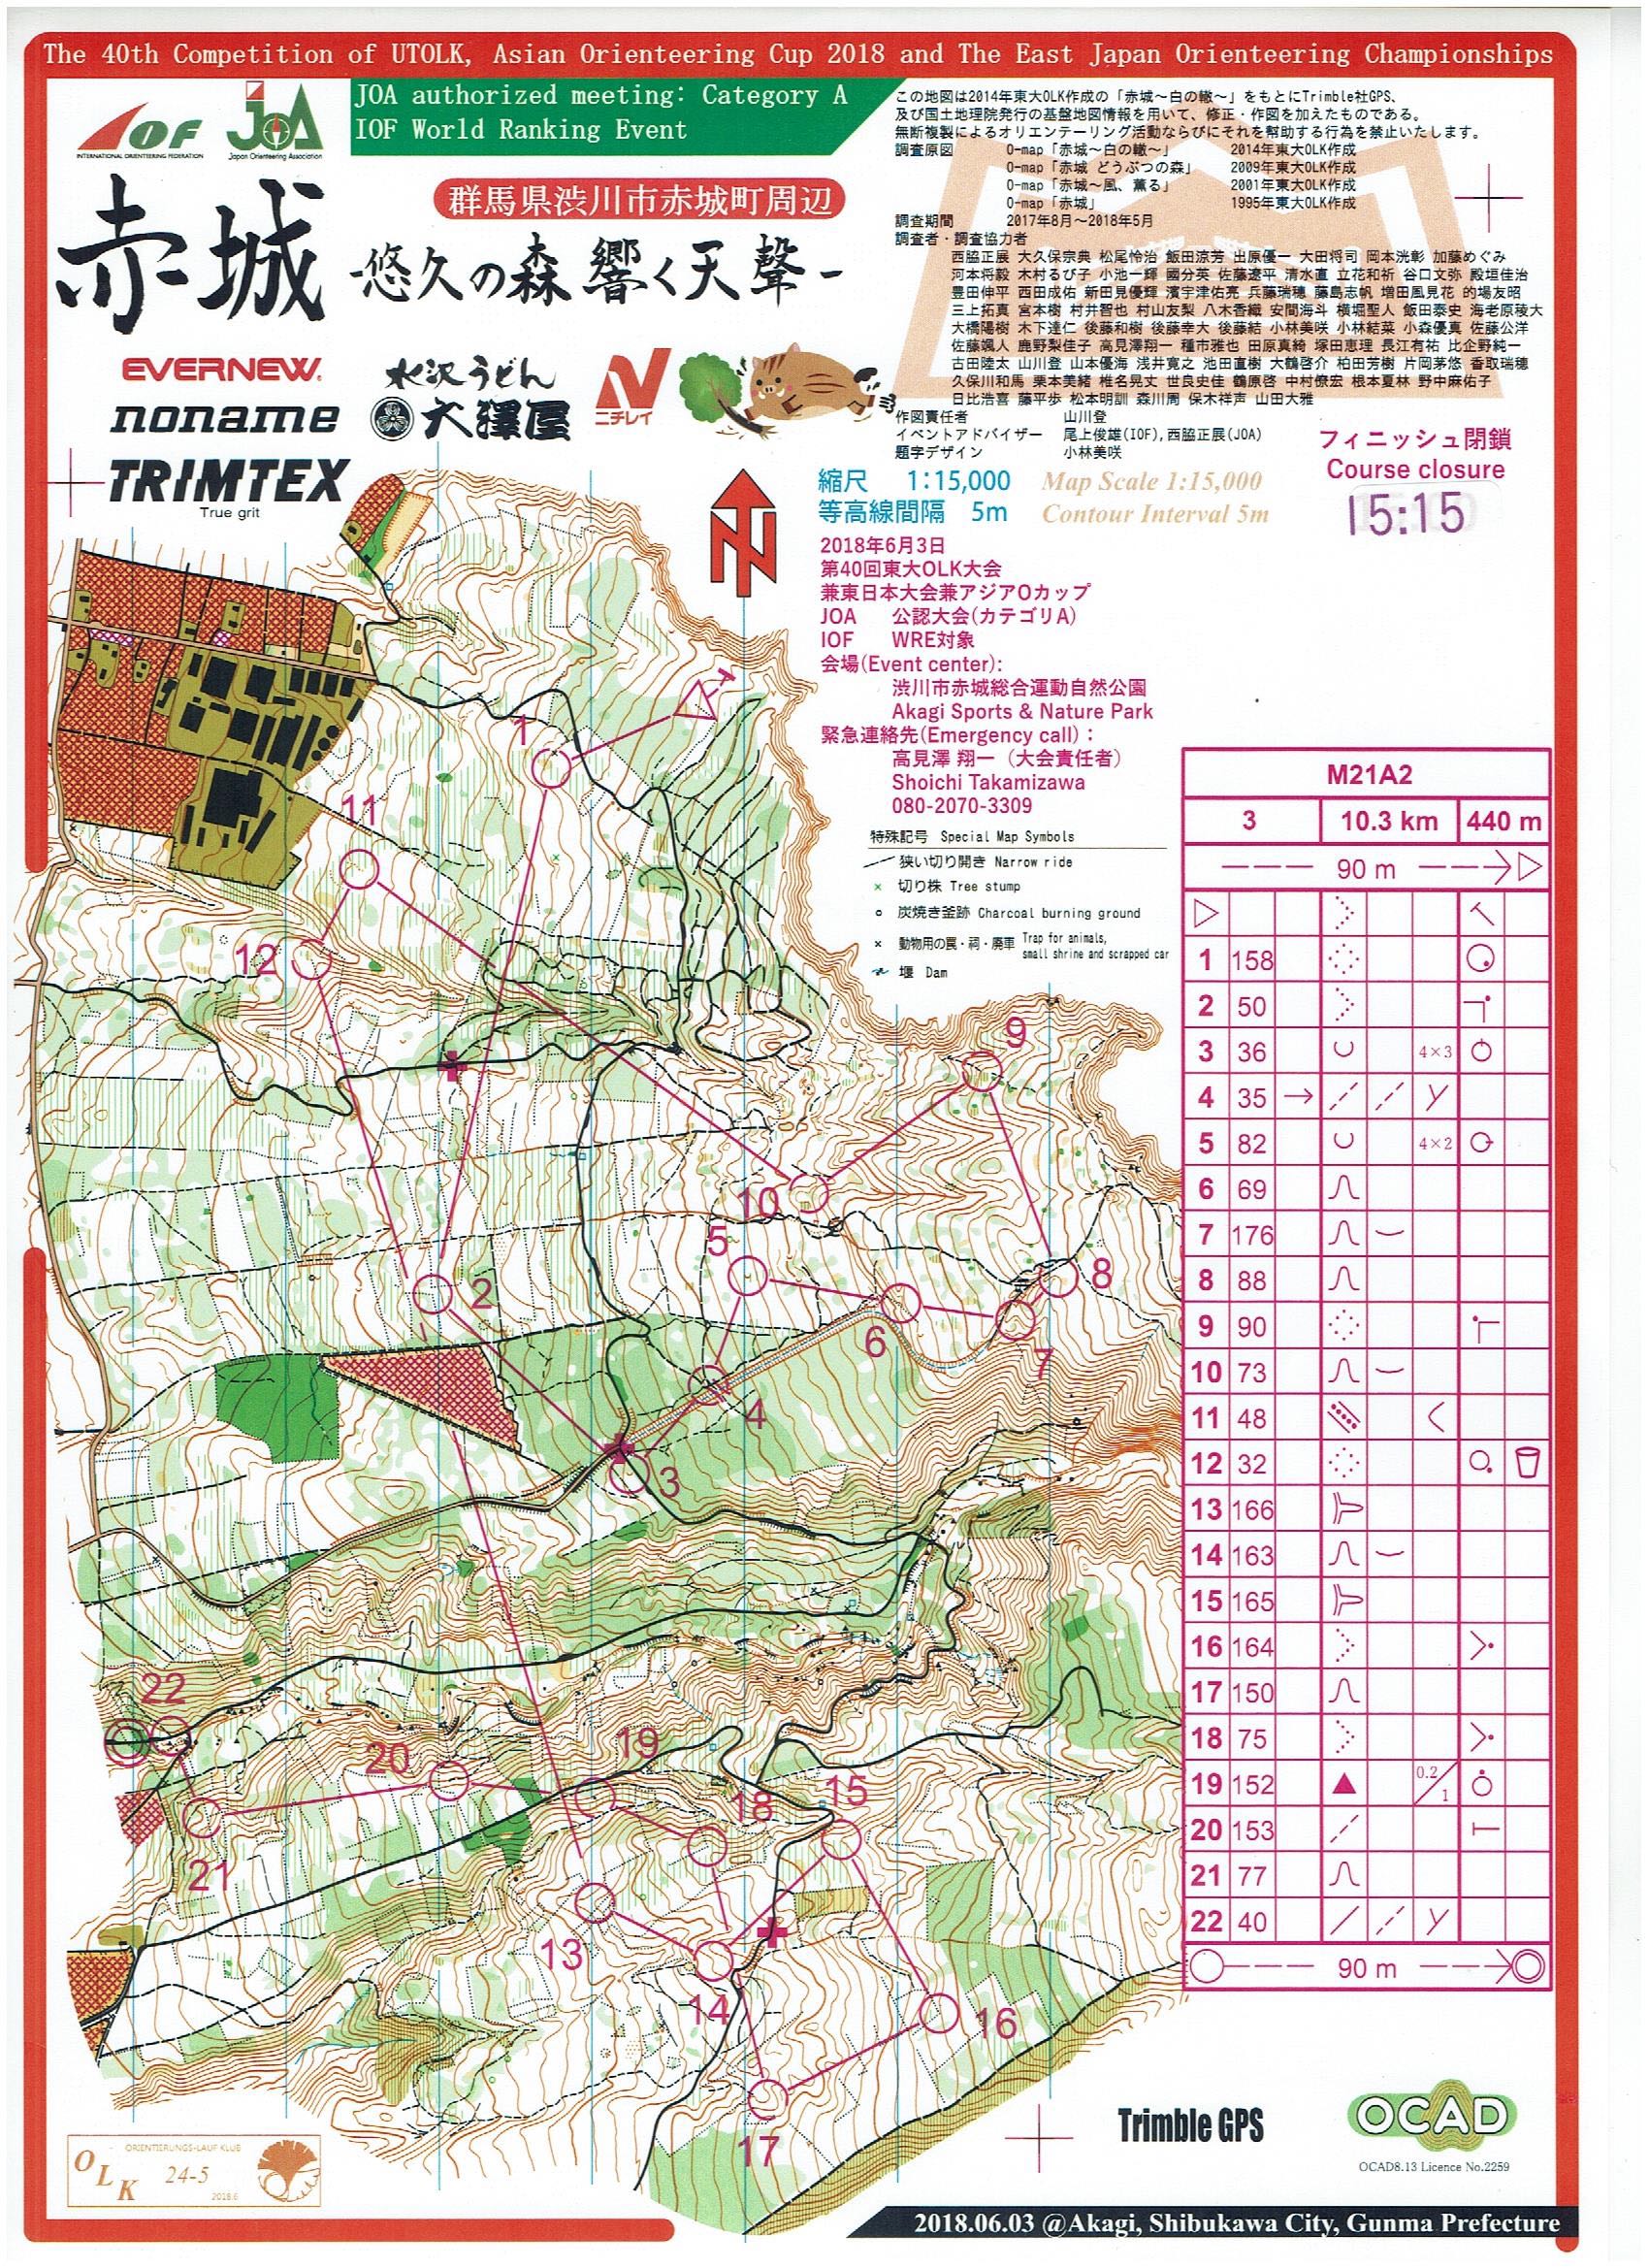 The 40th Competition of UTOLK, Asian Orienteering Cup 2018 and The East Japan Orienteering Championships
JOA authorized meeting: Category A
IOF World Ranking Event
IOF
INTERNATIONAL ORIENTEERING FEDERATION
JOA
Japan Orienteering Association
赤城
群馬県渋川市赤城町周辺
-悠久の森 響く天聲-
EVERNEW.
noname
TRIMTEX
True grit
水沢うどん
大澤屋
ニチレイ
この地図は2014年東大OLK作成の「赤城～白の轍～」をもとにTrimble社GPS、
及び国土地理院発行の基盤地図情報を用いて、修正・作図を加えたものである。
無断複製によるオリエンテーリング活動ならびにそれを幇助する行為を禁止いたします。
調査原図 O-map「赤城～白の轍～」 2014年東大OLK作成
O-map「赤城 どうぶつの森」 2009年東大OLK作成
O-map「赤城～風、薫る」 2001年東大OLK作成
O-map「赤城」 1995年東大OLK作成
調査期間 2017年8月～2018年5月
調査者・調査協力者
西脇正展 大久保宗典 松尾怜治 飯田涼芳 出原優一 大田将司 岡本洸彰 加藤めぐみ
河本将毅 木村るび子 小池一輝 國分英 佐藤遼平 清水直 立花和祈 谷口文弥 殿垣佳治
豊田伸平 西田成佑 新田見優輝 濱宇津佑亮 兵藤瑞穂 藤島志帆 増田風見花 的場友昭
三上拓真 宮本樹 村井智也 村山友梨 八木香織 安間海斗 横堀聖人 飯田泰史 海老原稜大
大橋陽樹 木下達仁 後藤和樹 後藤幸大 後藤結 小林美咲 小林結菜 小森優真 佐藤公洋
佐藤颯人 鹿野梨佳子 高見澤翔一 種市雅也 田原真綺 塚田恵理 長江有祐 比企野純一
古田陸太 山川登 山本優海 浅井寛之 池田直樹 大鶴啓介 柏田芳樹 片岡茅悠 香取瑞穂
久保川和馬 栗本美緒 椎名晃丈 世良史佳 鶴原啓 中村僚宏 根本夏林 野中麻佑子
日比浩喜 藤平歩 松本明訓 森川周 保木祥声 山田大雅
作図責任者 山川登
イベントアドバイザー 尾上俊雄(IOF),西脇正展(JOA)
題字デザイン 小林美咲
フィニッシュ閉鎖
Course closure
15:15
縮尺 1:15,000 Map Scale 1:15,000
等高線間隔 5m Contour Interval 5m
2018年6月3日
第40回東大OLK大会
兼東日本大会兼アジアOカップ
JOA 公認大会(カテゴリA)
IOF WRE対象
会場(Event center):
渋川市赤城総合運動自然公園
Akagi Sports & Nature Park
緊急連絡先(Emergency call)：
高見澤 翔一（大会責任者）
Shoichi Takamizawa
080-2070-3309
特殊記号 Special Map Symbols
狭い切り開き Narrow ride
切り株 Tree stump
炭焼き釜跡 Charcoal burning ground
動物用の罠・祠・廃車 Trap for animals, small shrine and scrapped car
堰 Dam
N
M21A2
3 10.3 km 440 m
90 m
1 158
2 50
3 36 4×3
4 35
5 82 4×2
6 69
7 176
8 88
9 90
10 73
11 48
12 32
13 166
14 163
15 165
16 164
17 150
18 75
19 152 0.2/1
20 153
21 77
22 40
90 m
1
11
12
9
10
5
2
8
6
7
4
3
22
20
19
18
15
21
13
14
16
17
OLK
ORIENTIERUNGS-LAUF KLUB
24-5
2018.6
Trimble GPS
OCAD
OCAD8.13 Licence No.2259
2018.06.03 @Akagi, Shibukawa City, Gunma Prefecture